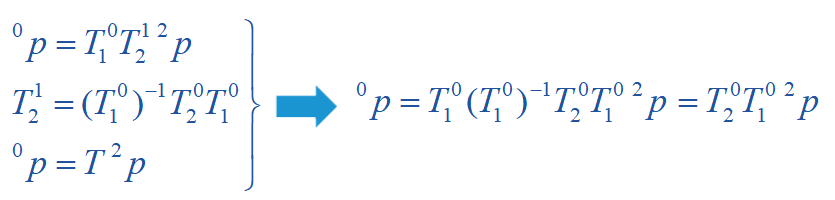 ⁰p = T₁⁰T₂¹ ²p
T₂¹ = (T₁⁰)⁻¹T₂⁰T₁⁰
⁰p = T ²p
⁰p = T₁⁰(T₁⁰)⁻¹T₂⁰T₁⁰ ²p = T₂⁰T₁⁰ ²p